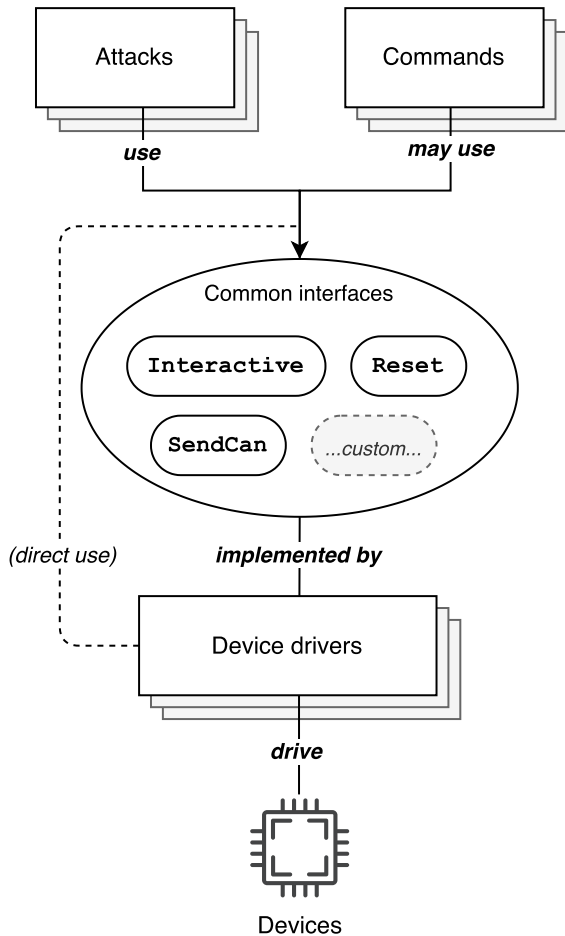 Attacks
Commands
use
may use
Common interfaces
Interactive
Reset
SendCan
...custom...
(direct use)
implemented by
Device drivers
drive
Devices